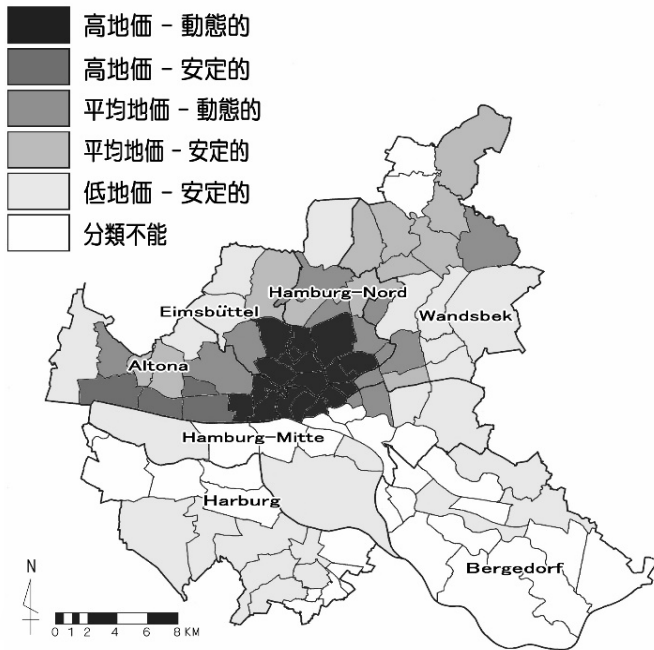 高地価 - 動態的
高地価 - 安定的
平均地価 - 動態的
平均地価 - 安定的
低地価 - 安定的
分類不能
Hamburg-Nord
Eimsbüttel
Wandsbek
Altona
Hamburg-Mitte
Harburg
Bergedorf
N
0 1 2 4 6 8 KM